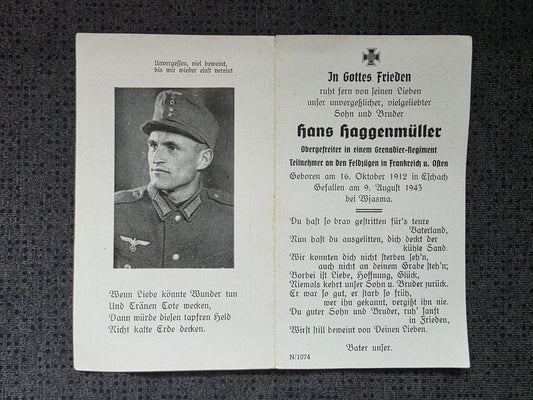 Unvergessen, viel beweint,
bis wir wieder einst vereint
Wenn Liebe könnte Wunder tun
Und Tränen Tote wecken,
Dann würde diesen tapfren Held
Nicht kalte Erde decken.
In Gottes Frieden
ruht fern von seinen Lieben
unser unvergeßlicher, vielgeliebter
Sohn und Bruder
Hans Haggenmüller
Obergefreiter in einem Grenadier-Regiment
Teilnehmer an den Feldzügen in Frankreich u. Osten
Geboren am 16. Oktober 1912 in Eschach
Gefallen am 9. August 1943
bei Wjasma.
Du hast so brav gestritten für's teure
Vaterland,
Nun hast du ausgelitten, dich deckt der
kühle Sand.
Wir konnten dich nicht sterben seh'n,
auch nicht an deinem Grabe steh'n;
Vorbei ist Liebe, Hoffnung, Glück,
Niemals kehrt unser Sohn u. Bruder zurück.
Er war so gut, er starb so früh,
wer ihn gekannt, vergißt ihn nie.
Du guter Sohn und Bruder, ruh' sanft
in Frieden,
Wirst still beweint von Deinen Lieben.
Vater unser.
N/1074